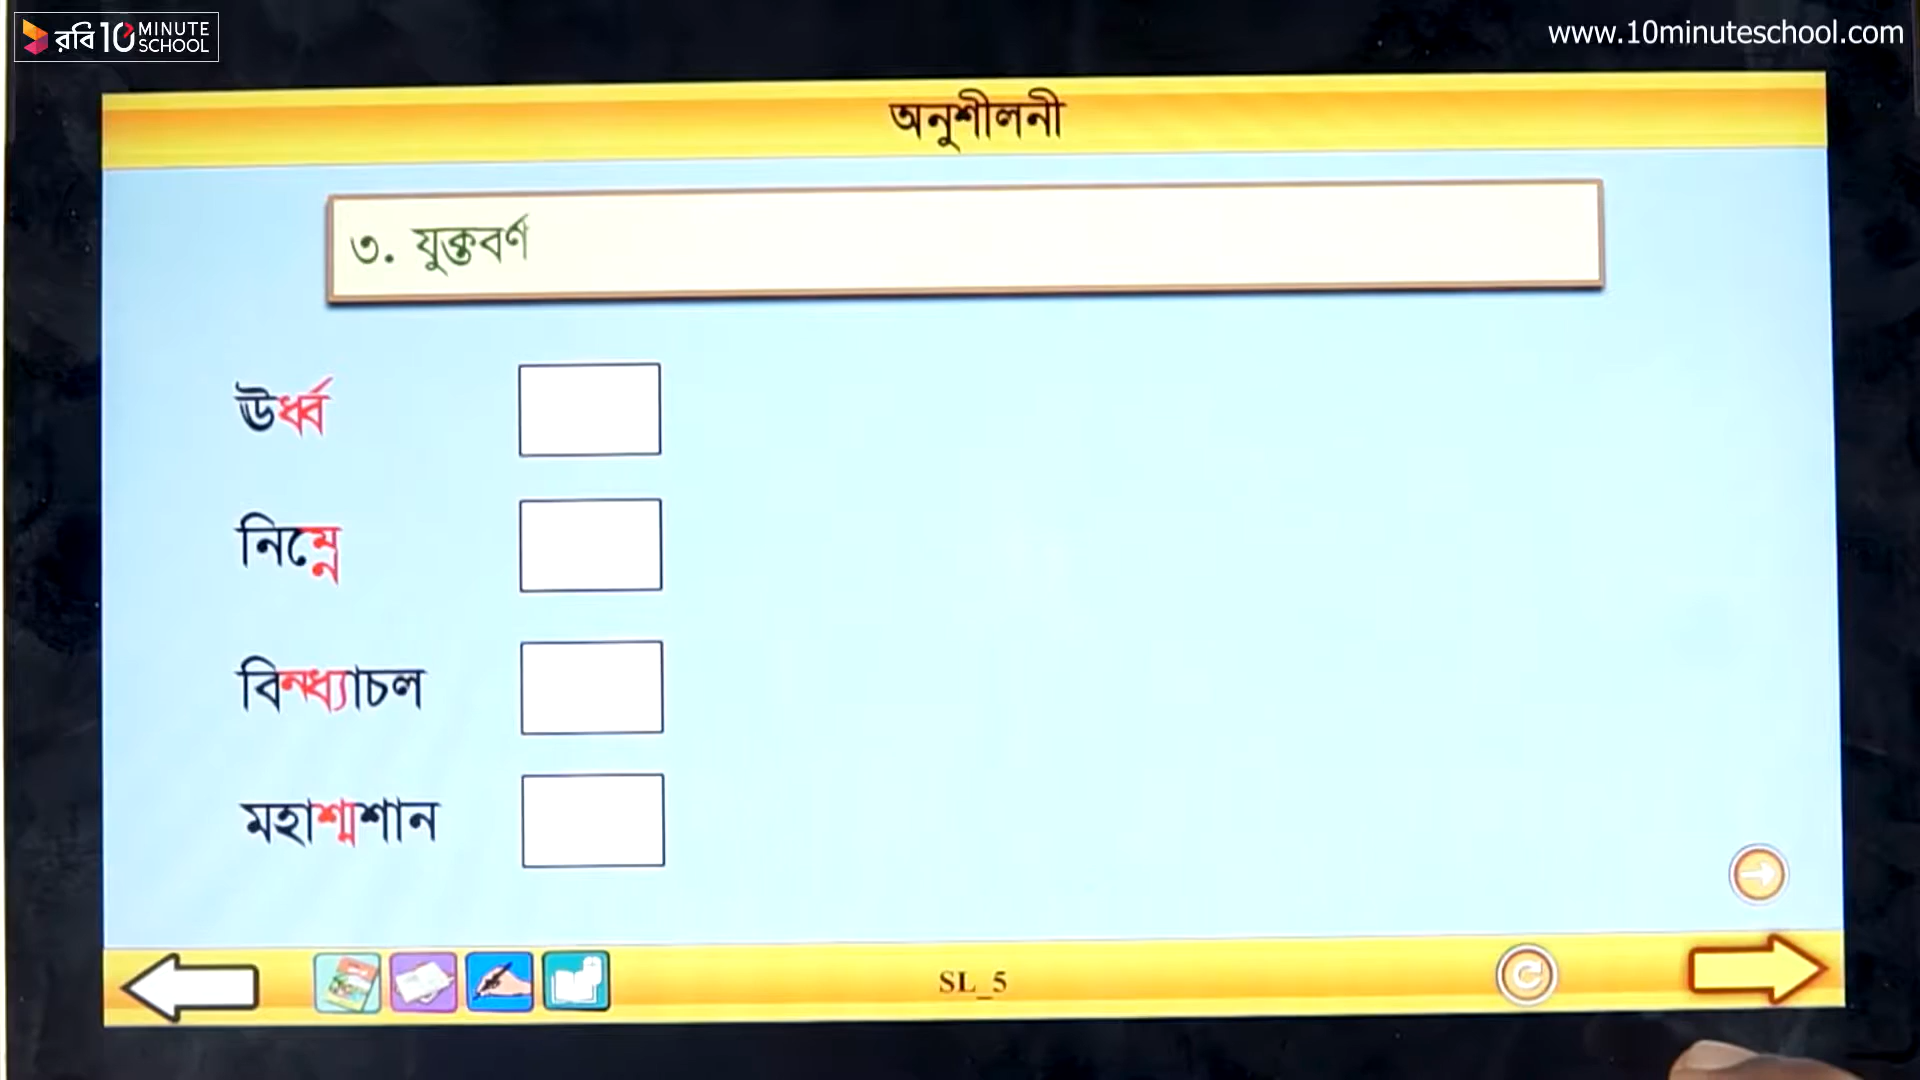 রবি 10 MINUTE SCHOOL
www.10minuteschool.com
অনুশীলনী
৩. যুক্তবর্ণ
ঊর্ধ্ব
নিম্নে
বিন্ধ্যাচল
মহাশ্মশান
SL_5